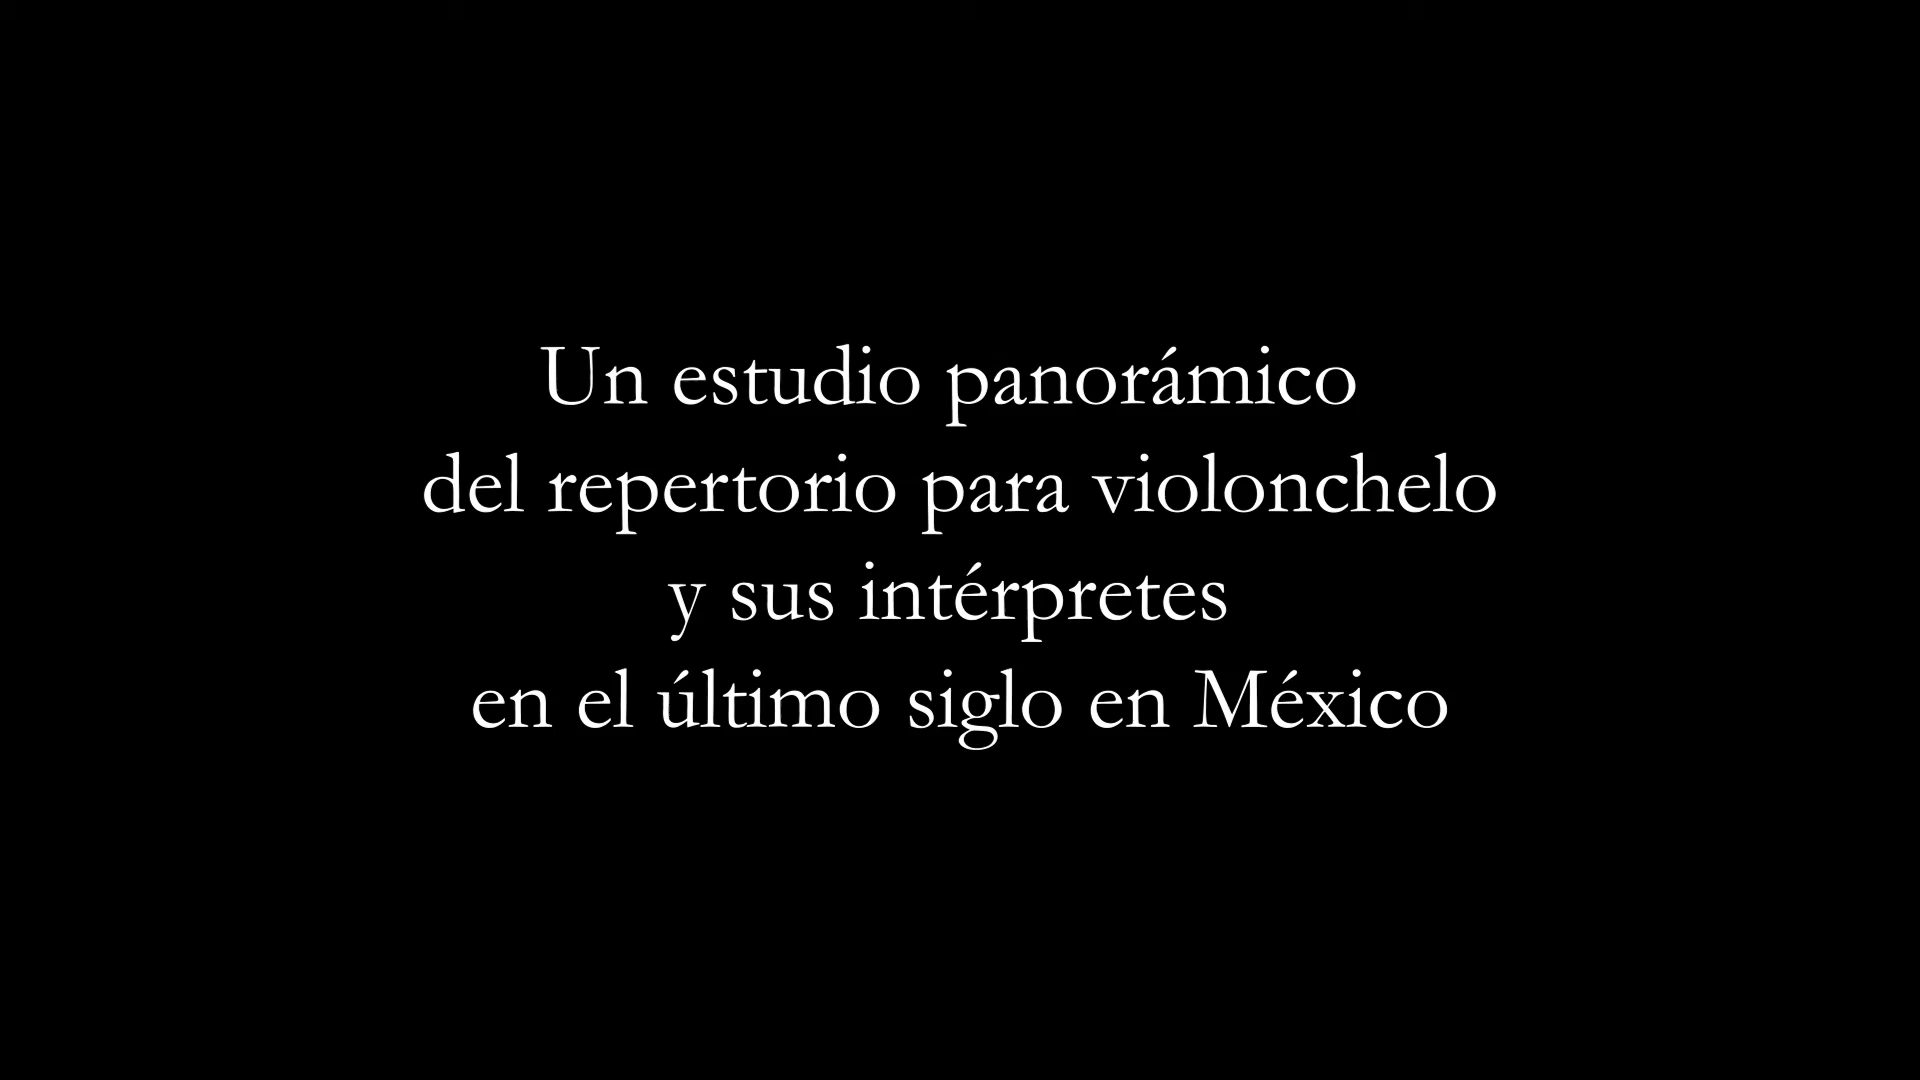 Un estudio panorámico
del repertorio para violonchelo
y sus intérpretes
en el último siglo en México